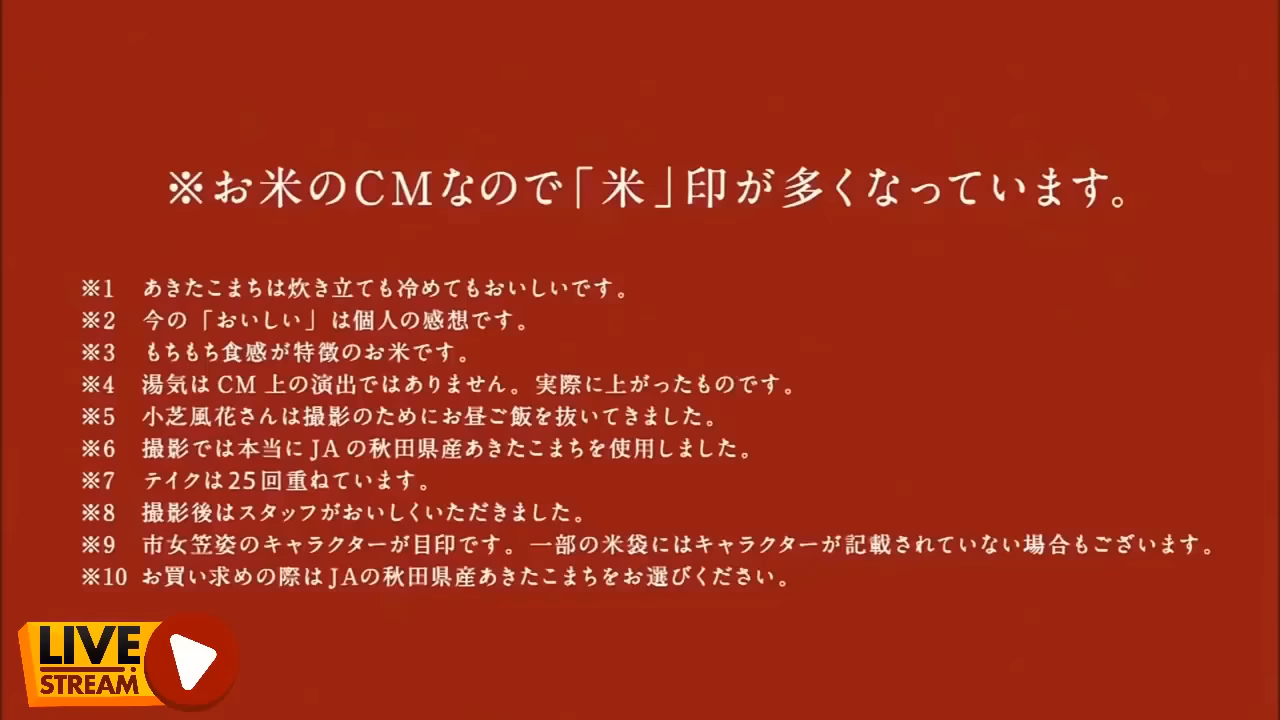 ※お米のCMなので「米」印が多くなっています。
※1 あきたこまちは炊き立ても冷めてもおいしいです。
※2 今の「おいしい」は個人の感想です。
※3 もちもち食感が特徴のお米です。
※4 湯気は CM 上の演出ではありません。実際に上がったものです。
※5 小芝風花さんは撮影のためにお昼ご飯を抜いてきました。
※6 撮影では本当に JA の秋田県産あきたこまちを使用しました。
※7 テイクは25回重ねています。
※8 撮影後はスタッフがおいしくいただきました。
※9 市女笠姿のキャラクターが目印です。一部の米袋にはキャラクターが記載されていない場合もございます。
※10 お買い求めの際はJAの秋田県産あきたこまちをお選びください。
LIVE
STREAM